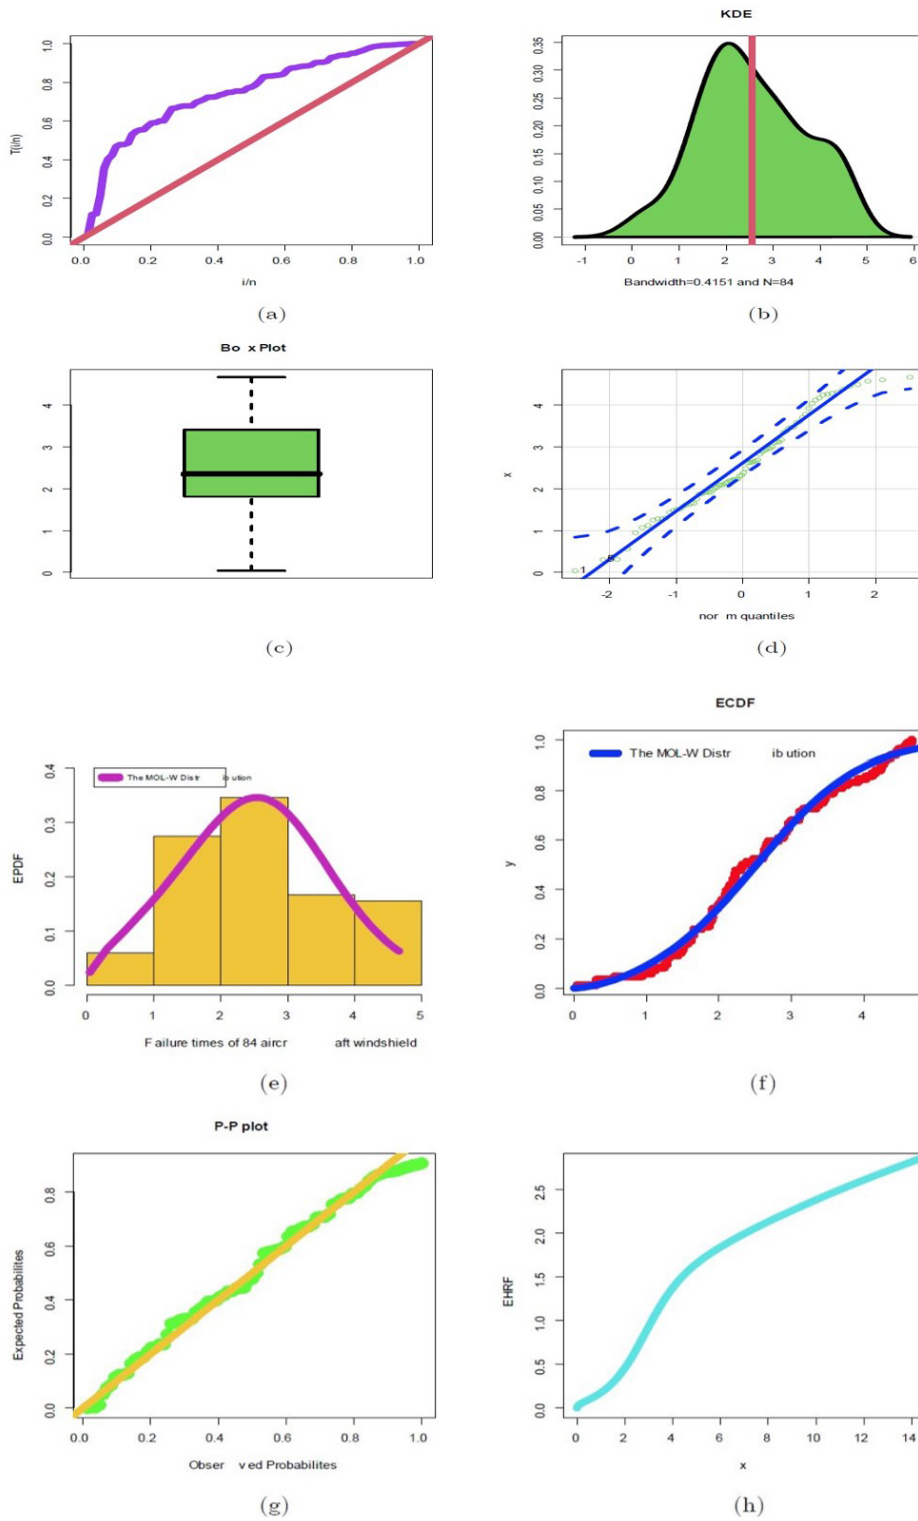 KDE
T(i/n)
0.0 0.2 0.4 0.6 0.8 1.0
0.0 0.2 0.4 0.6 0.8 1.0
i/n
(a)
0.00 0.05 0.10 0.15 0.20 0.25 0.30 0.35
-1 0 1 2 3 4 5 6
Bandwidth=0.4151 and N=84
(b)
Bo x Plot
0 1 2 3 4
(c)
x
0 1 2 3 4
1
5
-2 -1 0 1 2
nor m quantiles
(d)
EPDF
0.0 0.1 0.2 0.3 0.4
The MOL-W Distr ib ution
0 1 2 3 4 5
F ailure times of 84 aircr aft windshield
(e)
ECDF
y
0.0 0.2 0.4 0.6 0.8 1.0
The MOL-W Distr ib ution
0 1 2 3 4
(f)
P-P plot
Expected Probabilites
0.0 0.2 0.4 0.6 0.8
0.0 0.2 0.4 0.6 0.8 1.0
Obser v ed Probabilites
(g)
EHRF
0.0 0.5 1.0 1.5 2.0 2.5
0 2 4 6 8 10 12 14
x
(h)